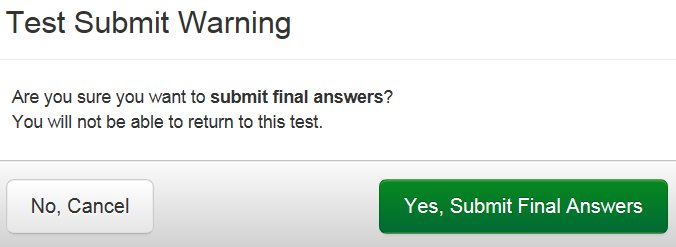 Test Submit Warning
Are you sure you want to submit final answers?
You will not be able to return to this test.
No, Cancel
Yes, Submit Final Answers